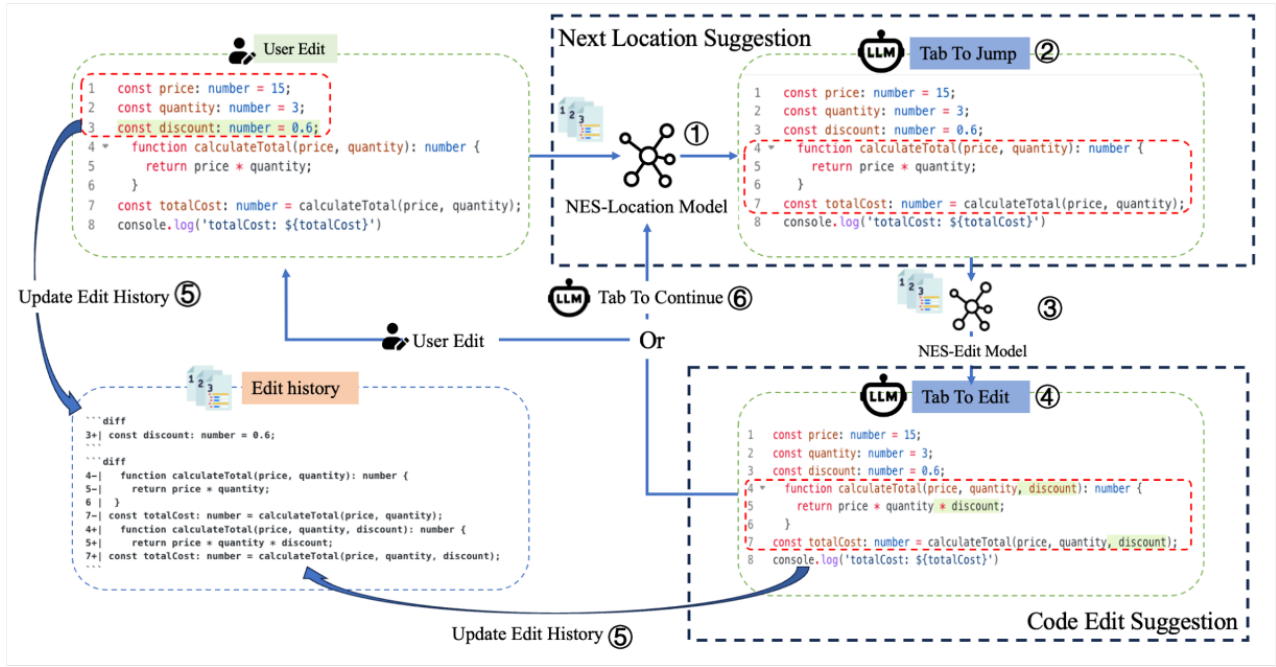 User Edit
1 const price: number = 15;
2 const quantity: number = 3;
3 const discount: number = 0.6;
4 function calculateTotal(price, quantity): number {
5 return price * quantity;
6 }
7 const totalCost: number = calculateTotal(price, quantity);
8 console.log('totalCost: ${totalCost}')
Next Location Suggestion
1 2 3
NES-Location Model
①
LLM
Tab To Jump ②
1 const price: number = 15;
2 const quantity: number = 3;
3 const discount: number = 0.6;
4 function calculateTotal(price, quantity): number {
5 return price * quantity;
6 }
7 const totalCost: number = calculateTotal(price, quantity);
8 console.log('totalCost: ${totalCost}')
Update Edit History ⑤
LLM
Tab To Continue ⑥
User Edit
Or
1 2 3
③
NES-Edit Model
1 2 3
Edit history
```diff
3+| const discount: number = 0.6;
```
```diff
4-| function calculateTotal(price, quantity): number {
5-| return price * quantity;
6 | }
7-| const totalCost: number = calculateTotal(price, quantity);
4+| function calculateTotal(price, quantity, discount): number {
5+| return price * quantity * discount;
7+| const totalCost: number = calculateTotal(price, quantity, discount);
```
LLM
Tab To Edit ④
1 const price: number = 15;
2 const quantity: number = 3;
3 const discount: number = 0.6;
4 function calculateTotal(price, quantity, discount): number {
5 return price * quantity * discount;
6 }
7 const totalCost: number = calculateTotal(price, quantity, discount);
8 console.log('totalCost: ${totalCost}')
Code Edit Suggestion
Update Edit History ⑤